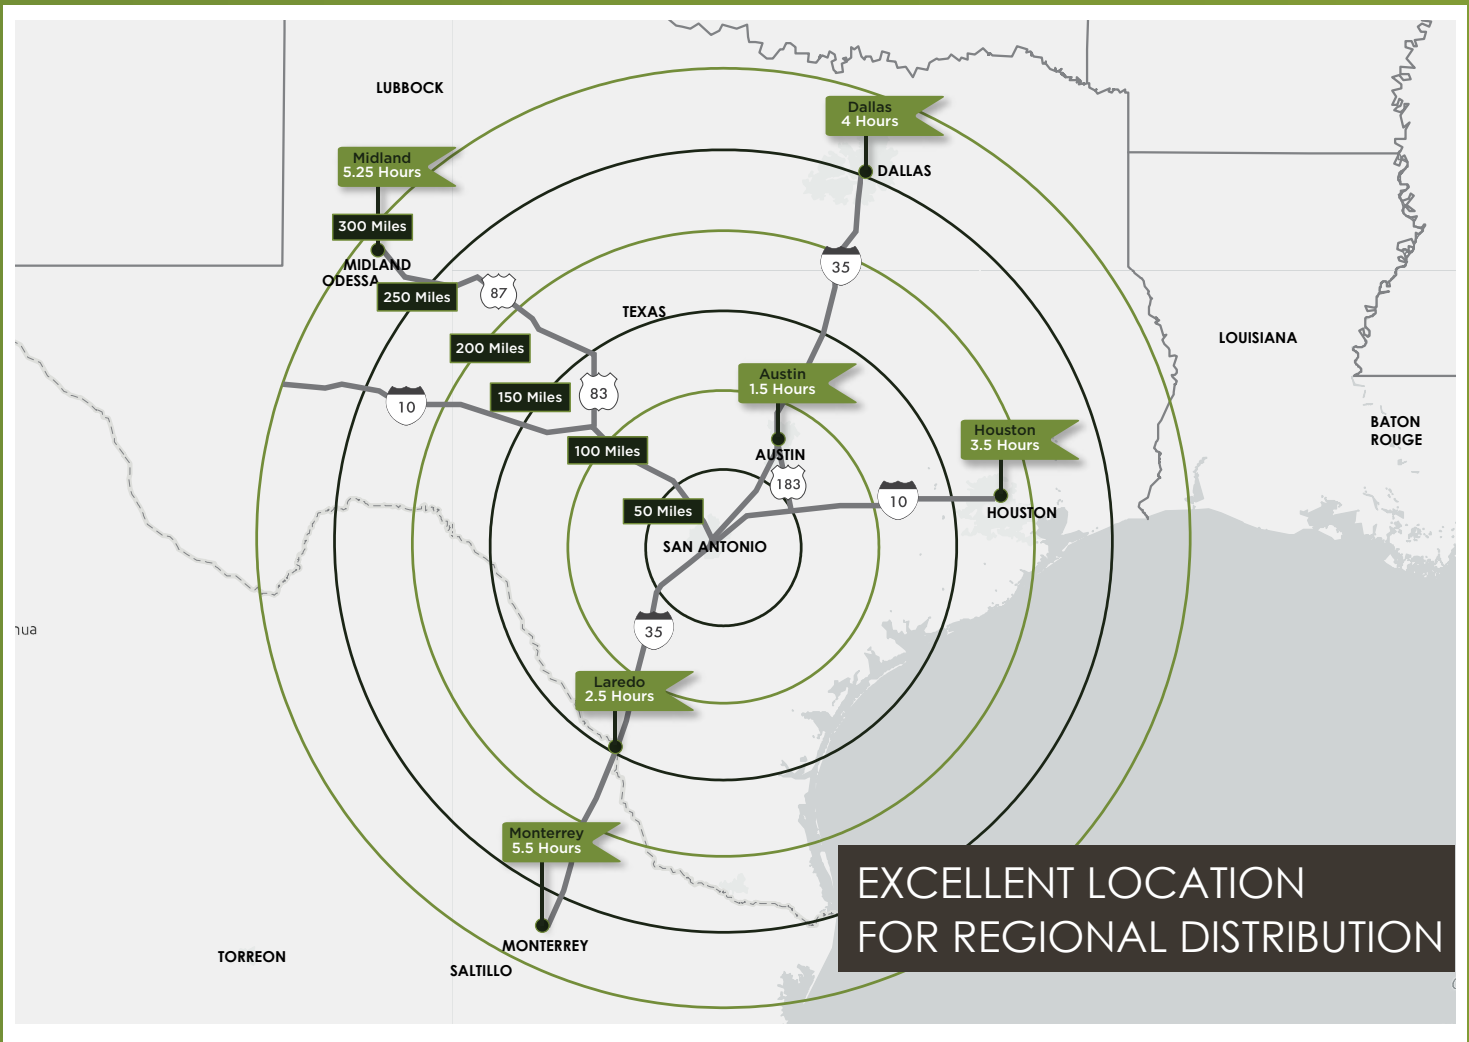 LUBBOCK
Dallas
4 Hours
DALLAS
Midland
5.25 Hours
300 Miles
MIDLAND
ODESSA
250 Miles
87
35
TEXAS
200 Miles
LOUISIANA
Austin
1.5 Hours
150 Miles
83
10
BATON
ROUGE
Houston
3.5 Hours
100 Miles
AUSTIN
183
10
50 Miles
HOUSTON
SAN ANTONIO
nua
35
Laredo
2.5 Hours
Monterrey
5.5 Hours
EXCELLENT LOCATION
FOR REGIONAL DISTRIBUTION
MONTERREY
TORREON
SALTILLO